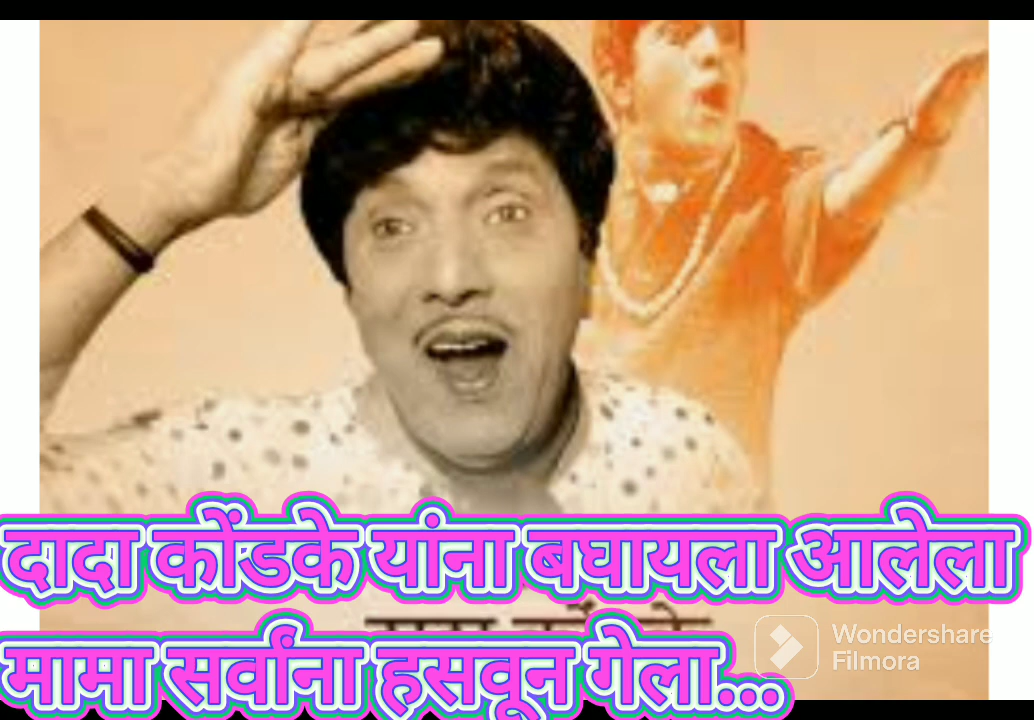 दादा कोंडके यांना बघायला आलेला
मामा सर्वांना हसवून गेला...
Wondershare
Filmora